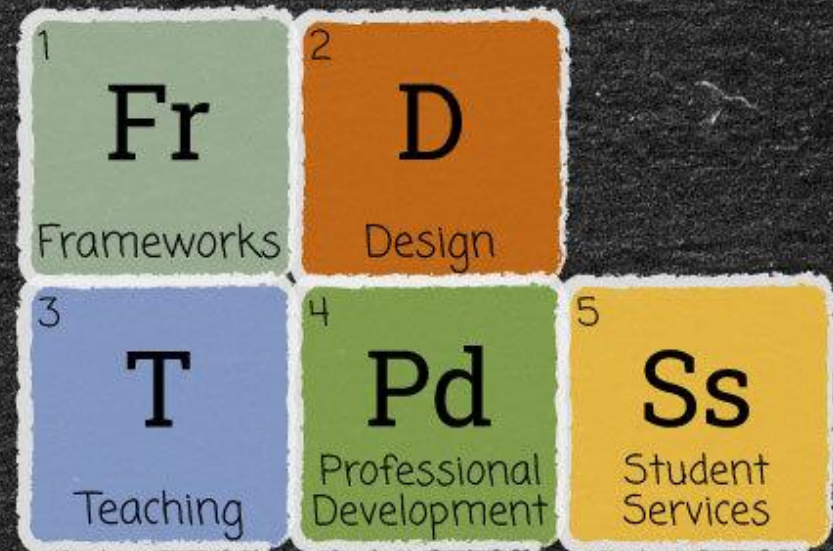 1
Fr
Frameworks
2
D
Design
3
T
Teaching
4
Pd
Professional
Development
5
Ss
Student
Services